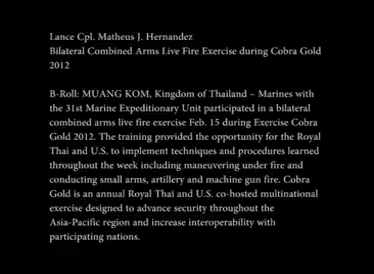 Lance Cpl. Matheus J. Hernandez
Bilateral Combined Arms Live Fire Exercise during Cobra Gold
2012
B-Roll: MUANG KOM, Kingdom of Thailand – Marines with
the 31st Marine Expeditionary Unit participated in a bilateral
combined arms live fire exercise Feb. 15 during Exercise Cobra
Gold 2012. The training provided the opportunity for the Royal
Thai and U.S. to implement techniques and procedures learned
throughout the week including maneuvering under fire and
conducting small arms, artillery and machine gun fire. Cobra
Gold is an annual Royal Thai and U.S. co-hosted multinational
exercise designed to advance security throughout the
Asia-Pacific region and increase interoperability with
participating nations.